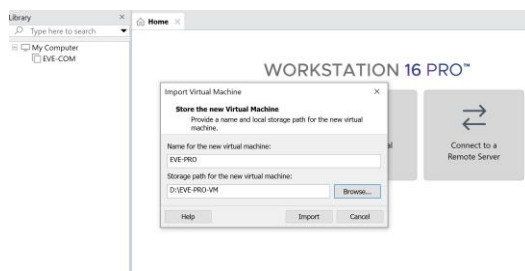 Library
Type here to search
My Computer
EVE-COM
Home
WORKSTATION 16 PRO™
Import Virtual Machine
Store the new Virtual Machine
Provide a name and local storage path for the new virtual
machine.
Name for the new virtual machine:
EVE-PRO
Storage path for the new virtual machine:
D:\EVE-PRO-VM
Browse...
Help
Import
Cancel
Connect to a
Remote Server